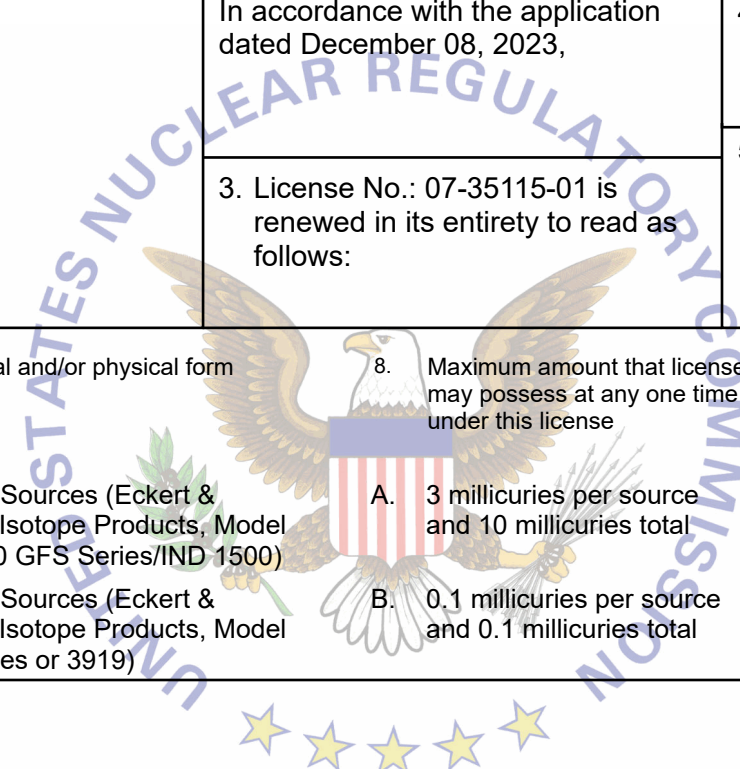 In accordance with the application
dated December 08, 2023,
3. License No.: 07-35115-01 is
renewed in its entirety to read as
follows:
and/or physical form
8. Maximum amount that
may possess at any one time
under this license
Sources (Eckert &
Isotope Products, Model
GFS Series/IND 1500)
A. 3 millicuries per source
and 10 millicuries total
Sources (Eckert &
Isotope Products, Model
or 3919)
B. 0.1 millicuries per source
and 0.1 millicuries total
UNITED STATES NUCLEAR REGULATORY COMMISSION